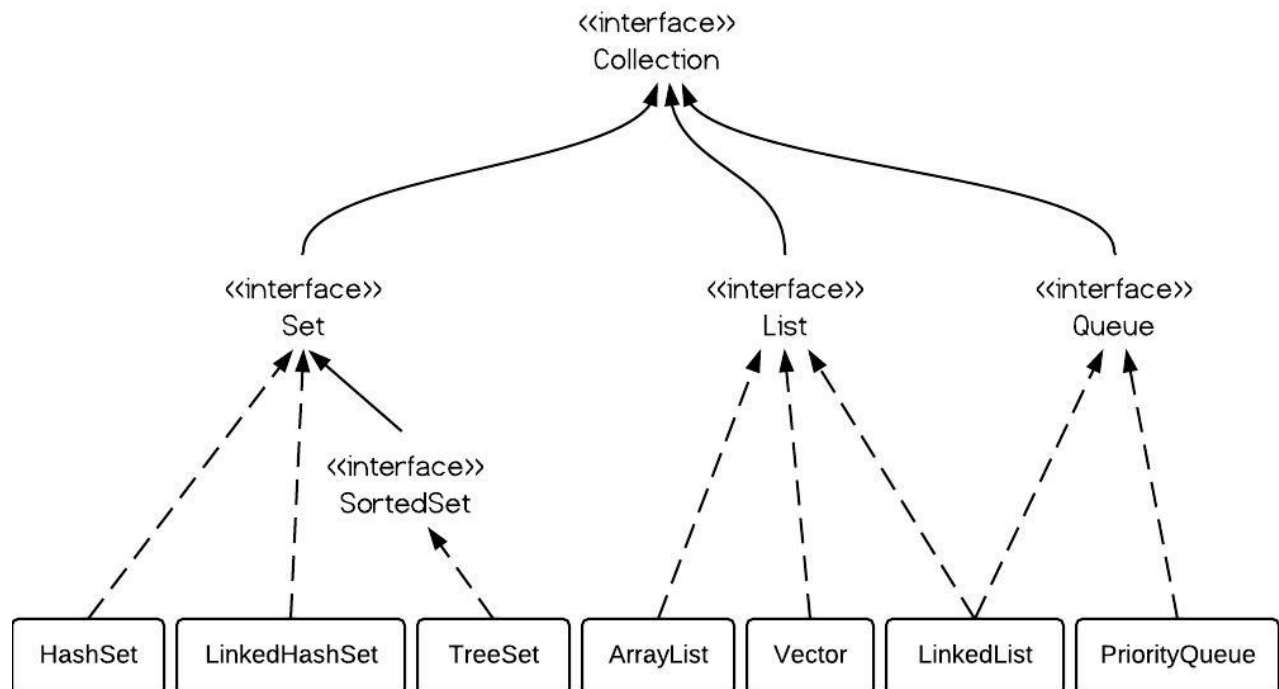 <<interface>>
Collection
<<interface>>
Set
<<interface>>
List
<<interface>>
Queue
<<interface>>
SortedSet
HashSet
LinkedHashSet
TreeSet
ArrayList
Vector
LinkedList
PriorityQueue